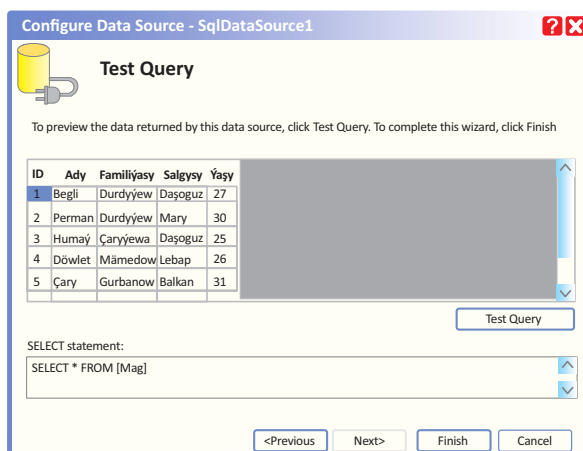 Configure Data Source - SqlDataSource1
Test Query
To preview the data returned by this data source, click Test Query. To complete this wizard, click Finish
ID Ady Familiýasy Salgysy Ýaşy
1 Begli Durdyýew Daşoguz 27
2 Perman Durdyýew Mary 30
3 Humaý Çaryýewa Daşoguz 25
4 Döwlet Mämedow Lebap 26
5 Çary Gurbanow Balkan 31
Test Query
SELECT statement:
SELECT * FROM [Mag]
<Previous Next> Finish Cancel